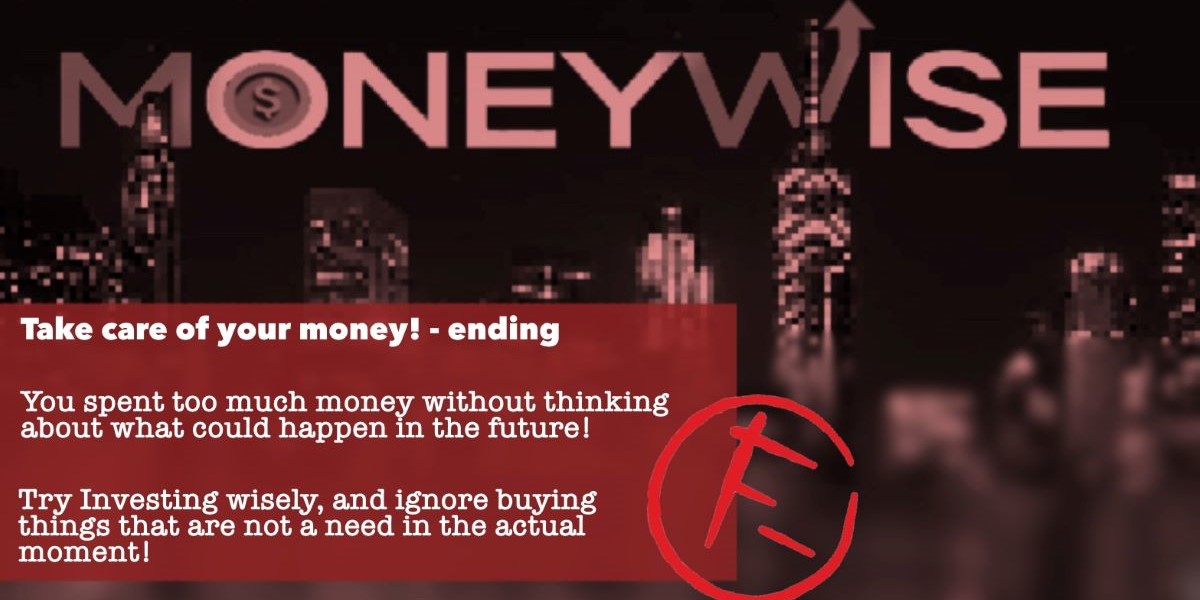 MONEYWISE
Take care of your money! - ending
You spent too much money without thinking
about what could happen in the future!
Try Investing wisely, and ignore buying
things that are not a need in the actual
moment!
F